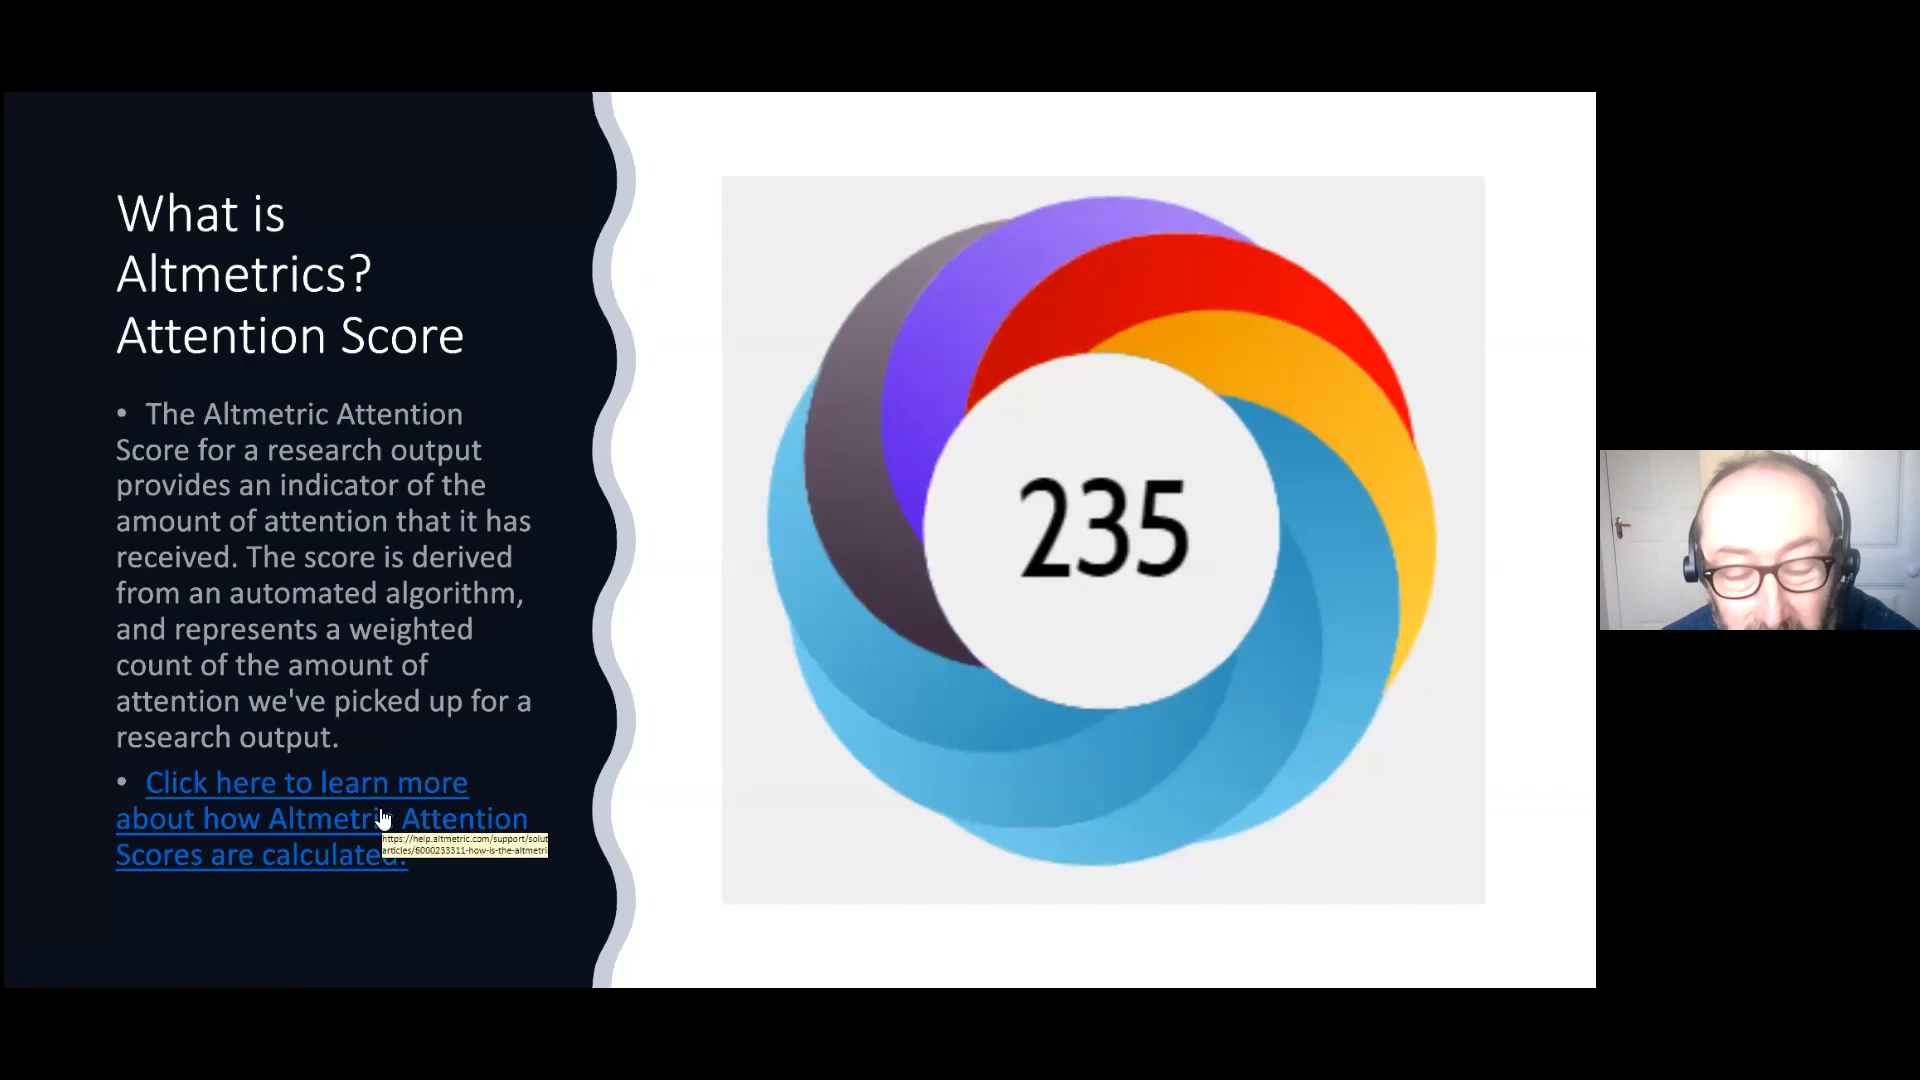 What is
Altmetrics?
Attention Score
• The Altmetric Attention
Score for a research output
provides an indicator of the
amount of attention that it has
received. The score is derived
from an automated algorithm,
and represents a weighted
count of the amount of
attention we've picked up for a
research output.
• Click here to learn more
about how Altmetric Attention
Scores are calculated.
https://help.altmetric.com/support/solut
articles/6000233311-how-is-the-altmetri
235